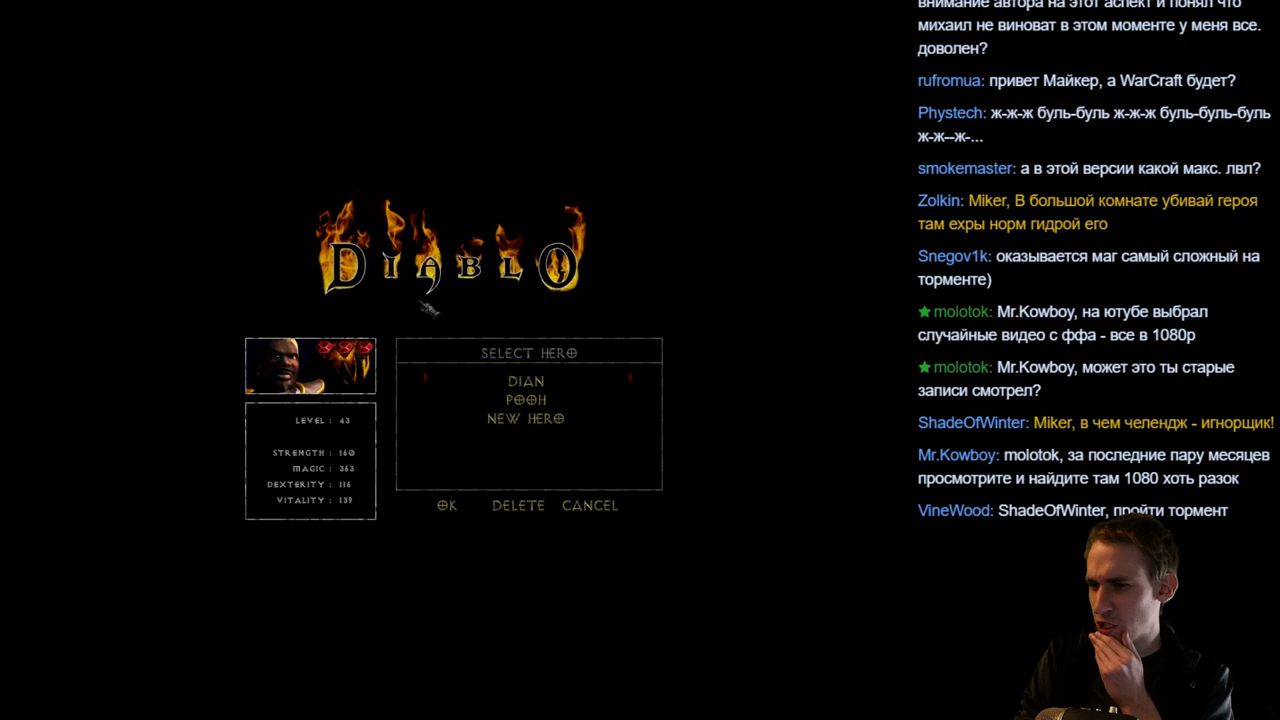 DIABLO
SELECT HERO
DIAN
POOH
NEW HERO
LEVEL : 43
STRENGTH : 160
MAGIC : 363
DEXTERITY : 116
VITALITY : 139
OK DELETE CANCEL
внимание автора на этот аспект и понял что
михаил не виноват в этом моменте у меня все.
доволен?
rufromua: привет Майкер, а WarCraft будет?
Phystech: ж-ж-ж буль-буль ж-ж-ж буль-буль-буль
ж-ж--ж-...
smokemaster: а в этой версии какой макс. лвл?
Zolkin: Miker, В большой комнате убивай героя
там ехры норм гидрой его
Snegov1k: оказывается маг самый сложный на
торменте)
molotok: Mr.Kowboy, на ютубе выбрал
случайные видео с ффа - все в 1080р
molotok: Mr.Kowboy, может это ты старые
записи смотрел?
ShadeOfWinter: Miker, в чем челендж - игнорщик!
Mr.Kowboy: molotok, за последние пару месяцев
просмотрите и найдите там 1080 хоть разок
VineWood: ShadeOfWinter, пройти тормент